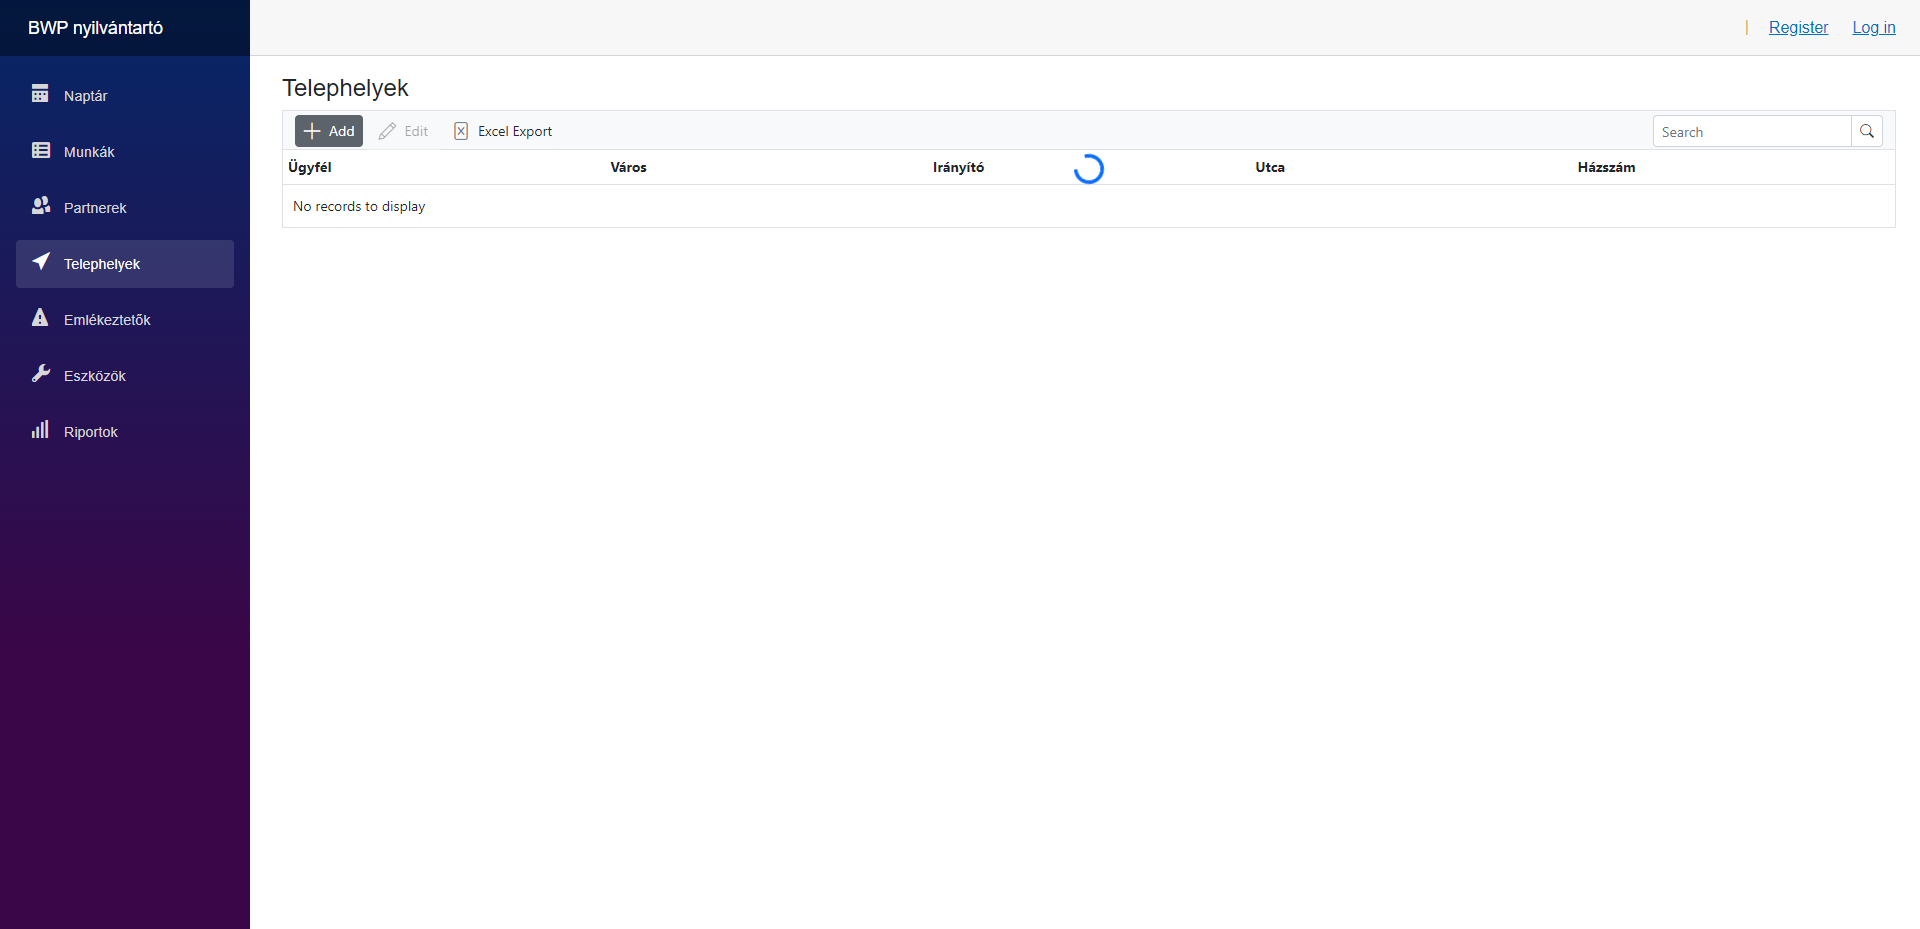 BWP nyilvántartó
| Register Log in
Naptár
Munkák
Partnerek
Telephelyek
Emlékeztetők
Eszközök
Riportok
Telephelyek
Add Edit Excel Export Search
Ügyfél Város Irányító Utca Házszám
No records to display